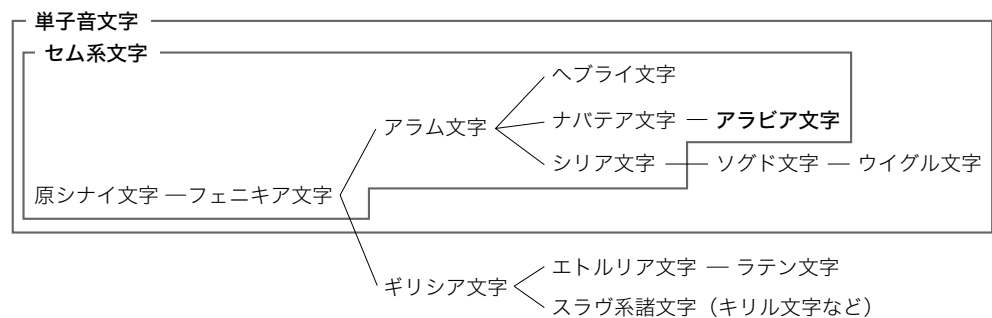 単子音文字
セム系文字
ヘブライ文字
アラム文字
ナバテア文字 — アラビア文字
シリア文字 — ソグド文字 — ウイグル文字
原シナイ文字 — フェニキア文字
エトルリア文字 — ラテン文字
ギリシア文字
スラヴ系諸文字（キリル文字など）